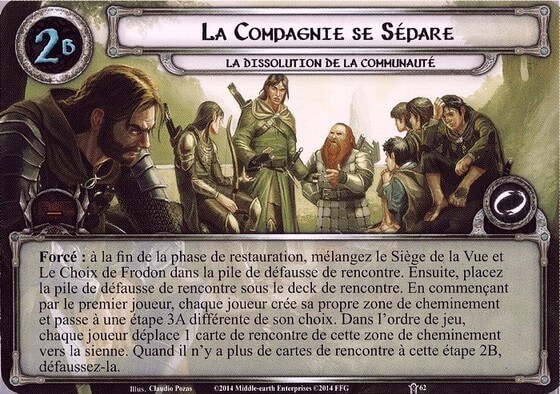 La Compagnie se Sépare
2B
La dissolution de la Communauté
Forcé : à la fin de la phase de restauration, mélangez le Siège de la Vue et
Le Choix de Frodon dans la pile de défausse de rencontre. Ensuite, placez
la pile de défausse de rencontre sous le deck de rencontre. En commençant
par le premier joueur, chaque joueur crée sa propre zone de cheminement
et passe à une étape 3A différente de son choix. Dans l'ordre de jeu,
chaque joueur déplace 1 carte de rencontre de cette zone de cheminement
vers la sienne. Quand il n'y a plus de cartes de rencontre à cette étape 2B,
défaussez-la.
Illus. Claudio Pozas ©2014 Middle-earth Enterprises ©2014 FFG 62